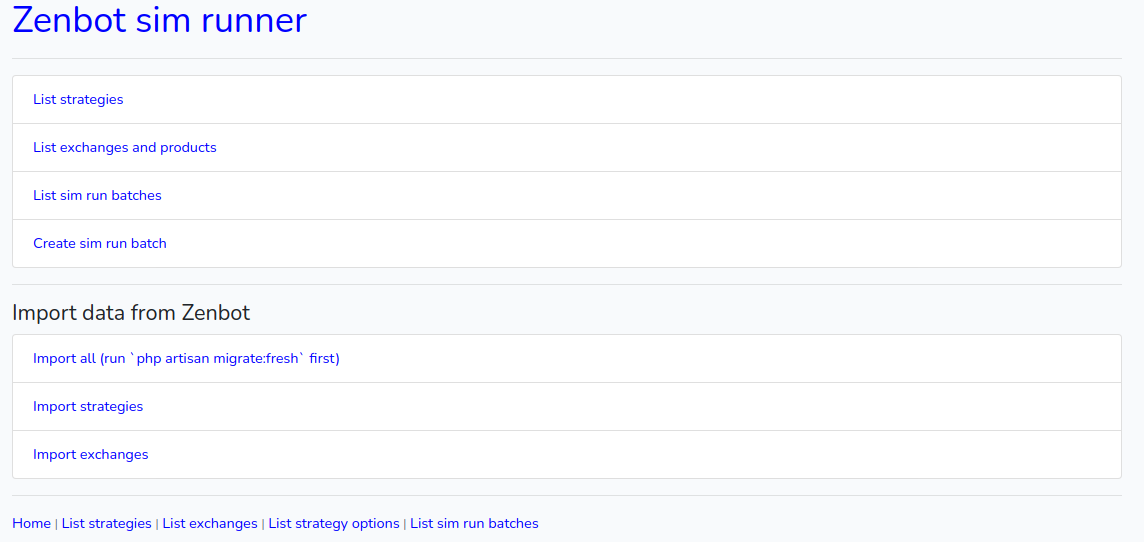 Zenbot sim runner
List strategies
List exchanges and products
List sim run batches
Create sim run batch
Import data from Zenbot
Import all (run `php artisan migrate:fresh` first)
Import strategies
Import exchanges
Home | List strategies | List exchanges | List strategy options | List sim run batches